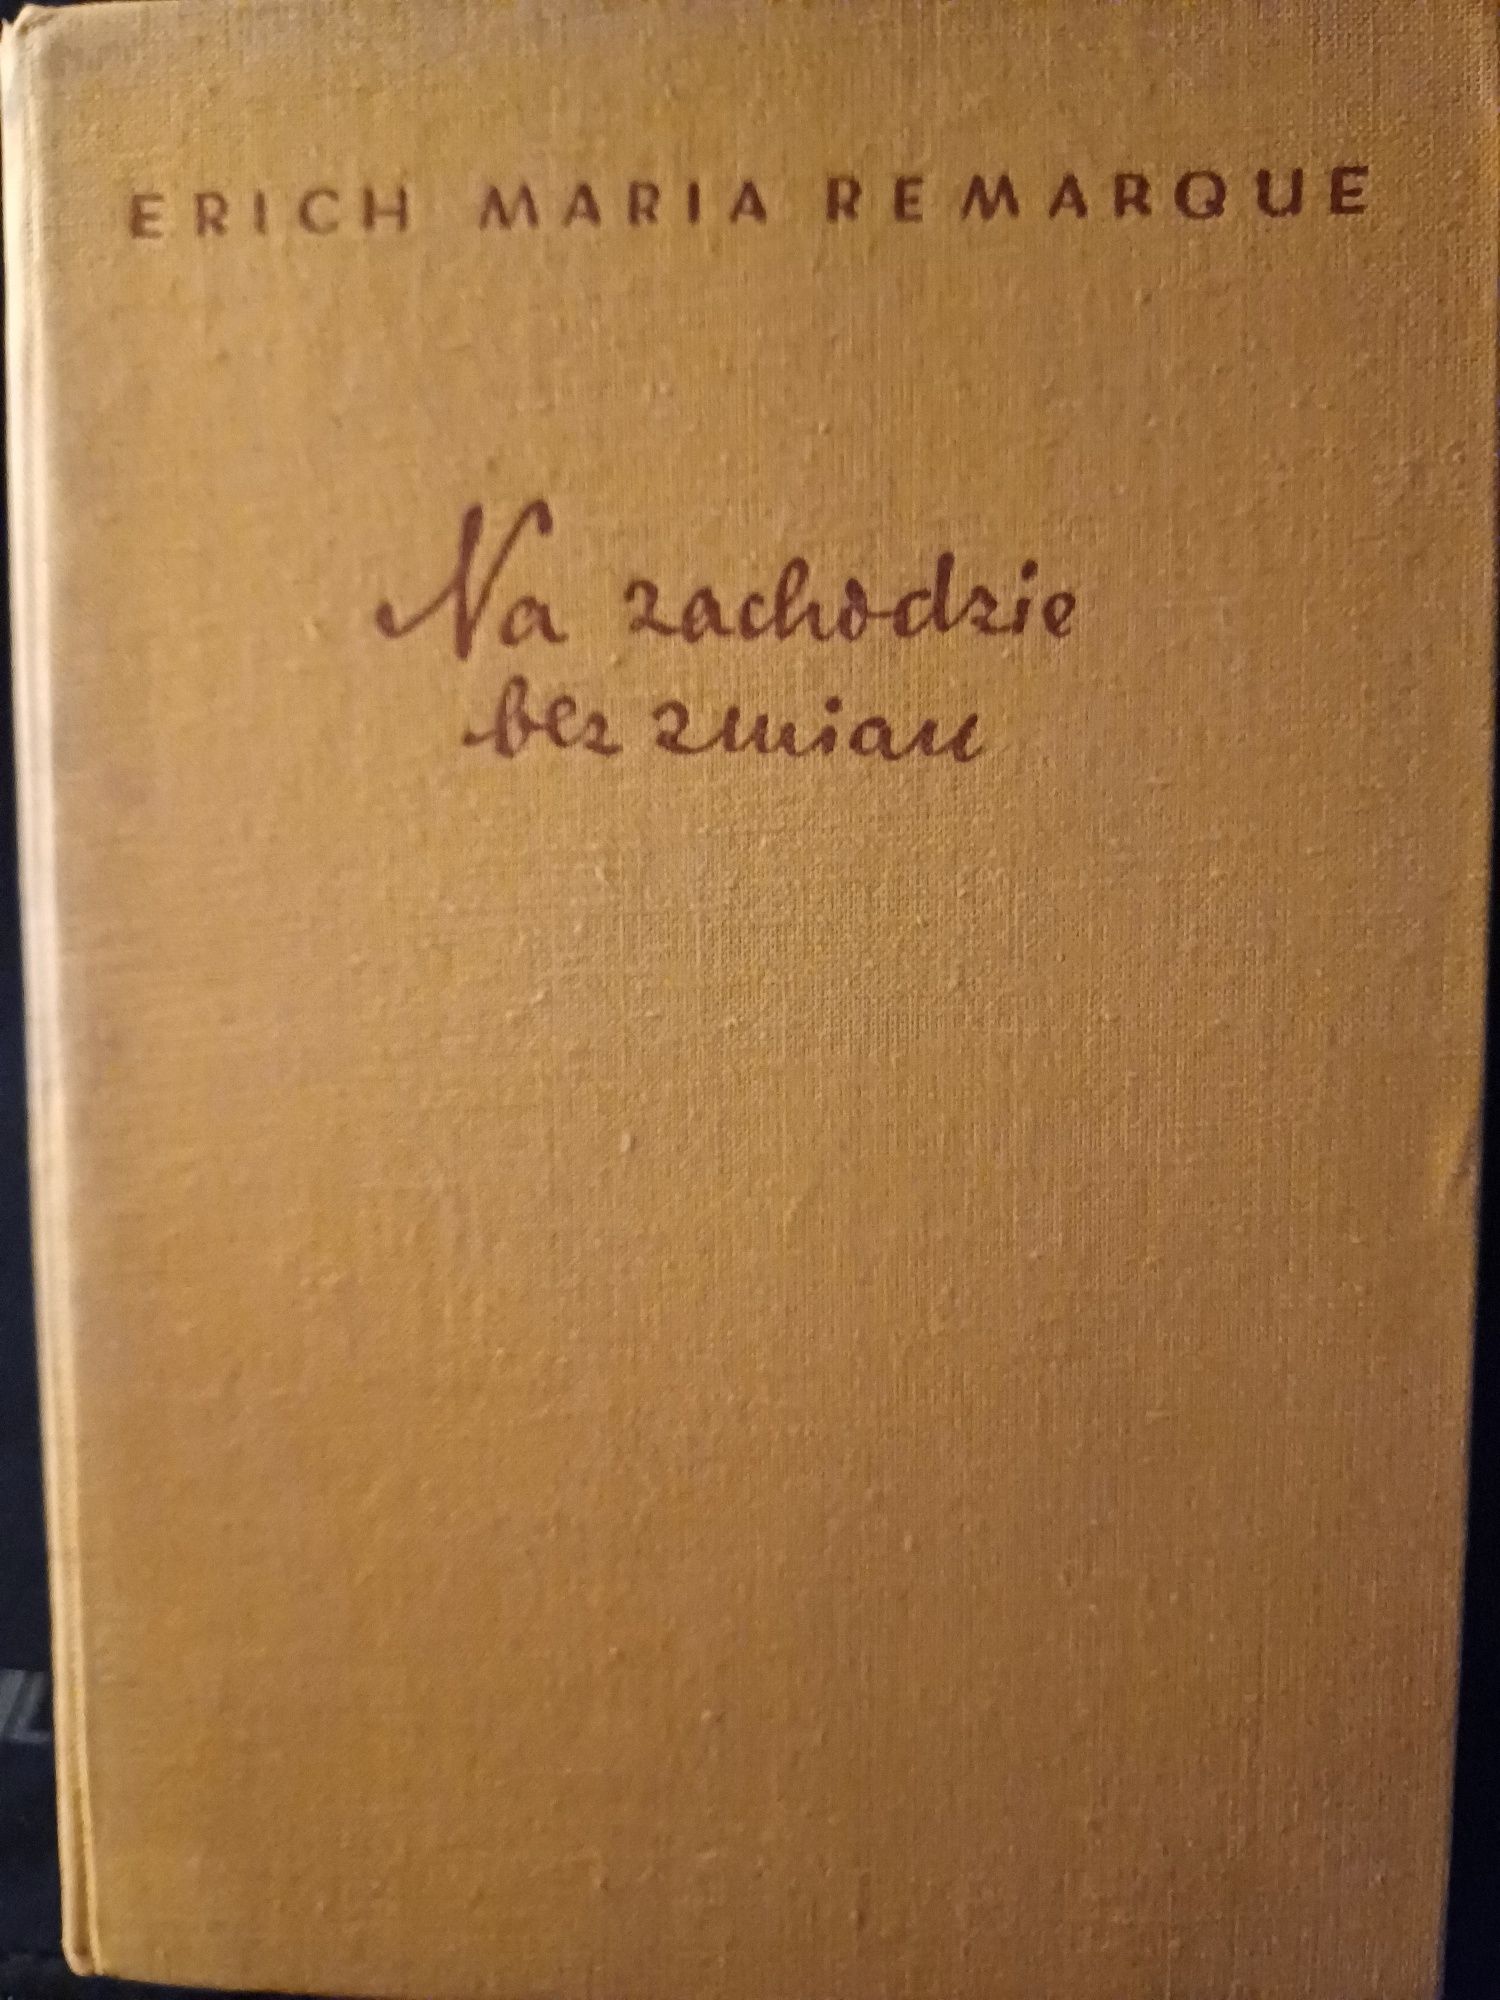 ERICH MARIA REMARQUE
Na zachodzie
bez zmian